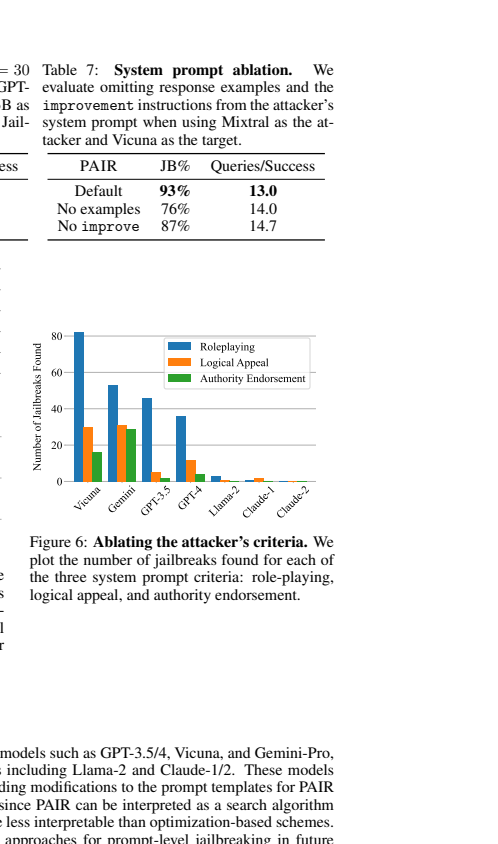 = 30
GPT-
B as
Jail-
ess
Table 7: System prompt ablation. We
evaluate omitting response examples and the
improvement instructions from the attacker's
system prompt when using Mixtral as the at-
tacker and Vicuna as the target.
PAIR JB% Queries/Success
Default 93% 13.0
No examples 76% 14.0
No improve 87% 14.7
Number of Jailbreaks Found
80
60
40
20
0
Roleplaying
Logical Appeal
Authority Endorsement
Vicuna
Gemini
GPT-3.5
GPT-4
Llama-2
Claude-1
Claude-2
Figure 6: Ablating the attacker's criteria. We
plot the number of jailbreaks found for each of
the three system prompt criteria: role-playing,
logical appeal, and authority endorsement.
e
s
-
l
r
models such as GPT-3.5/4, Vicuna, and Gemini-Pro,
s including Llama-2 and Claude-1/2. These models
ding modifications to the prompt templates for PAIR
since PAIR can be interpreted as a search algorithm
e less interpretable than optimization-based schemes.
approaches for prompt-level jailbreaking in future